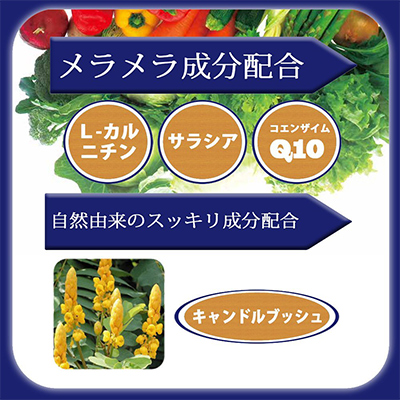 メラメラ成分配合
L-カル
ニチン
サラシア
コエンザイム
Q10
自然由来のスッキリ成分配合
キャンドルブッシュ